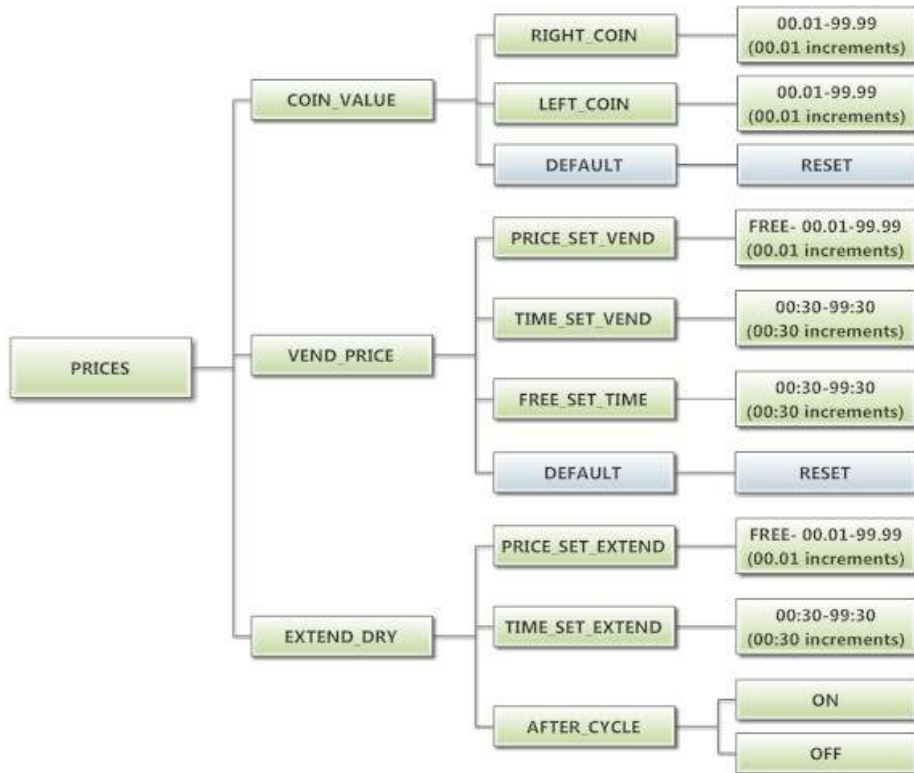 PRICES
COIN_VALUE
RIGHT_COIN
00.01-99.99
(00.01 increments)
LEFT_COIN
00.01-99.99
(00.01 increments)
DEFAULT
RESET
VEND_PRICE
PRICE_SET_VEND
FREE- 00.01-99.99
(00.01 increments)
TIME_SET_VEND
00:30-99:30
(00:30 increments)
FREE_SET_TIME
00:30-99:30
(00:30 increments)
DEFAULT
RESET
EXTEND_DRY
PRICE_SET_EXTEND
FREE- 00.01-99.99
(00.01 increments)
TIME_SET_EXTEND
00:30-99:30
(00:30 increments)
AFTER_CYCLE
ON
OFF